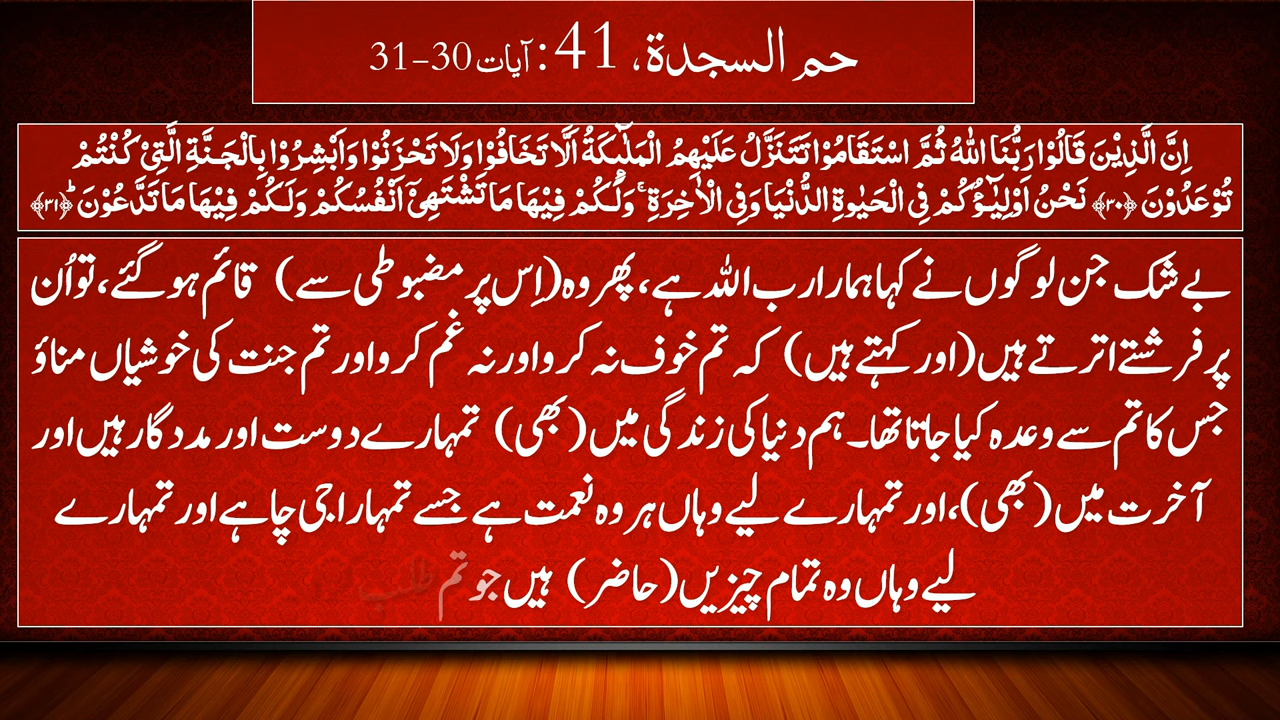 حم السجدة، 41: آیات 30-31
اِنَّ الَّذِیْنَ قَالُوْا رَبُّنَا اللّٰهُ ثُمَّ اسْتَقَامُوْا تَتَنَزَّلُ عَلَیْهِمُ الْمَلٰٓىِٕكَةُ اَلَّا تَخَافُوْا وَلَا تَحْزَنُوْا وَاَبْشِرُوْا بِالْجَنَّةِ الَّتِیْ كُنْتُمْ
تُوْعَدُوْنَ ﴿۳۰﴾ نَحْنُ اَوْلِیٰٓؤُكُمْ فِی الْحَیٰوةِ الدُّنْیَا وَفِی الْاٰخِرَةِ ۚ وَلَكُمْ فِیْهَا مَا تَشْتَهِیْۤ اَنْفُسُكُمْ وَلَكُمْ فِیْهَا مَا تَدَّعُوْنَ ؕ﴿۳۱﴾
بے شک جن لوگوں نے کہا ہمارا رب اللہ ہے، پھر وہ (اِس پر مضبوطی سے) قائم ہو گئے، تو اُن
پر فرشتے اترتے ہیں (اور کہتے ہیں) کہ تم خوف نہ کرو اور نہ غم کرو اور تم جنت کی خوشیاں مناؤ
جس کا تم سے وعدہ کیا جاتا تھا۔ ہم دنیا کی زندگی میں (بھی) تمہارے دوست اور مددگار ہیں اور
آخرت میں (بھی)، اور تمہارے لیے وہاں ہر وہ نعمت ہے جسے تمہارا جی چاہے اور تمہارے
لیے وہاں وہ تمام چیزیں (حاضر) ہیں جو تم طلب